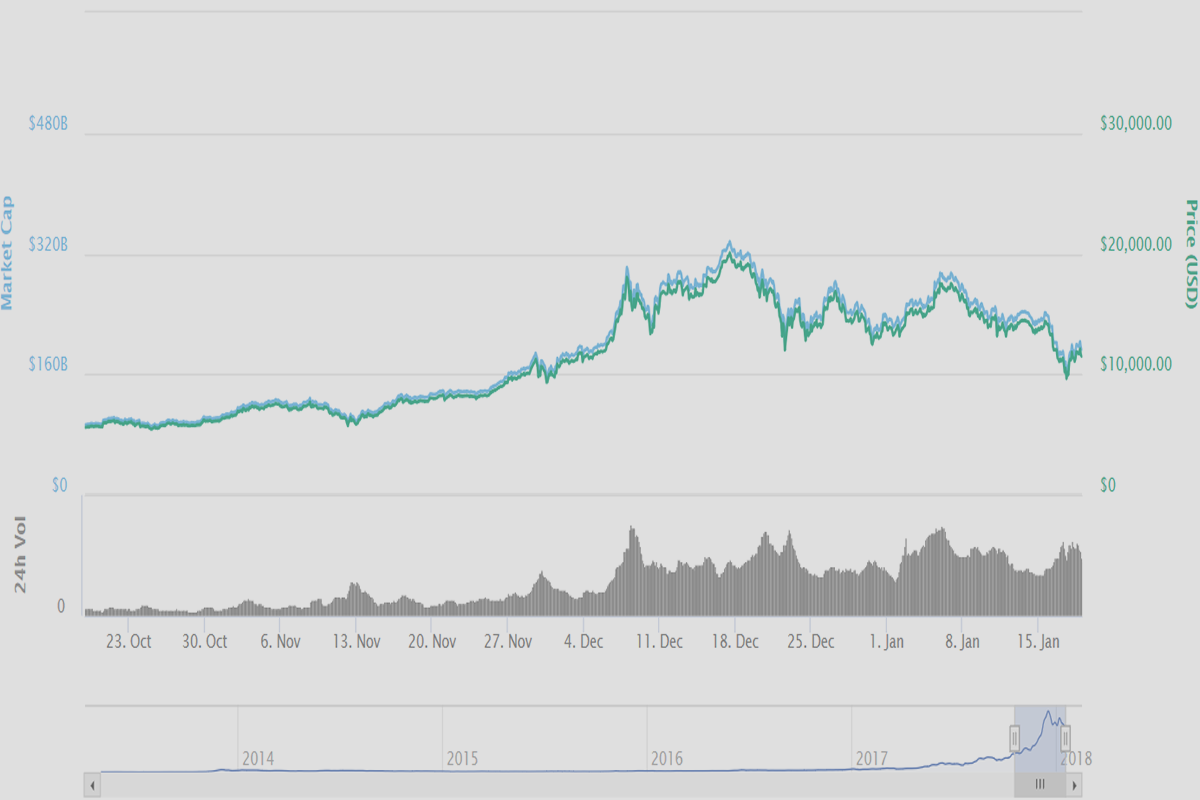 $480B
$30,000.00
Market Cap
Price (USD)
$320B
$20,000.00
$160B
$10,000.00
$0
$0
24h Vol
0
23. Oct 30. Oct 6. Nov 13. Nov 20. Nov 27. Nov 4. Dec 11. Dec 18. Dec 25. Dec 1. Jan 8. Jan 15. Jan
2014 2015 2016 2017 2018